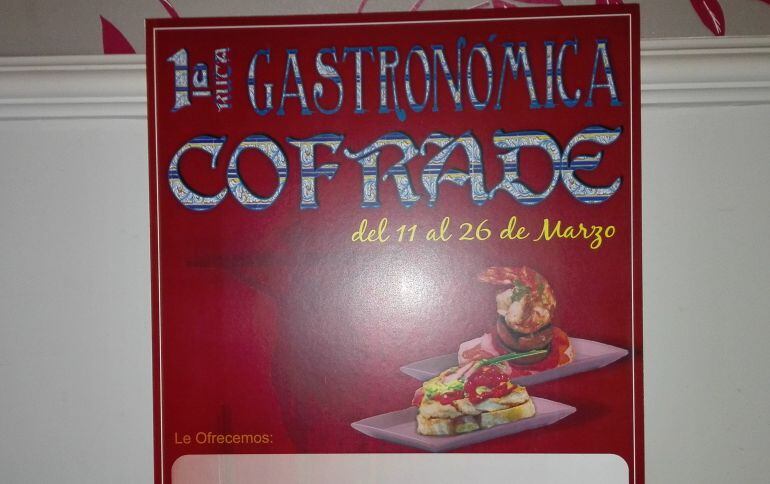 1ª RUTA GASTRONÓMICA
COFRADE
del 11 al 26 de Marzo
Le Ofrecemos: